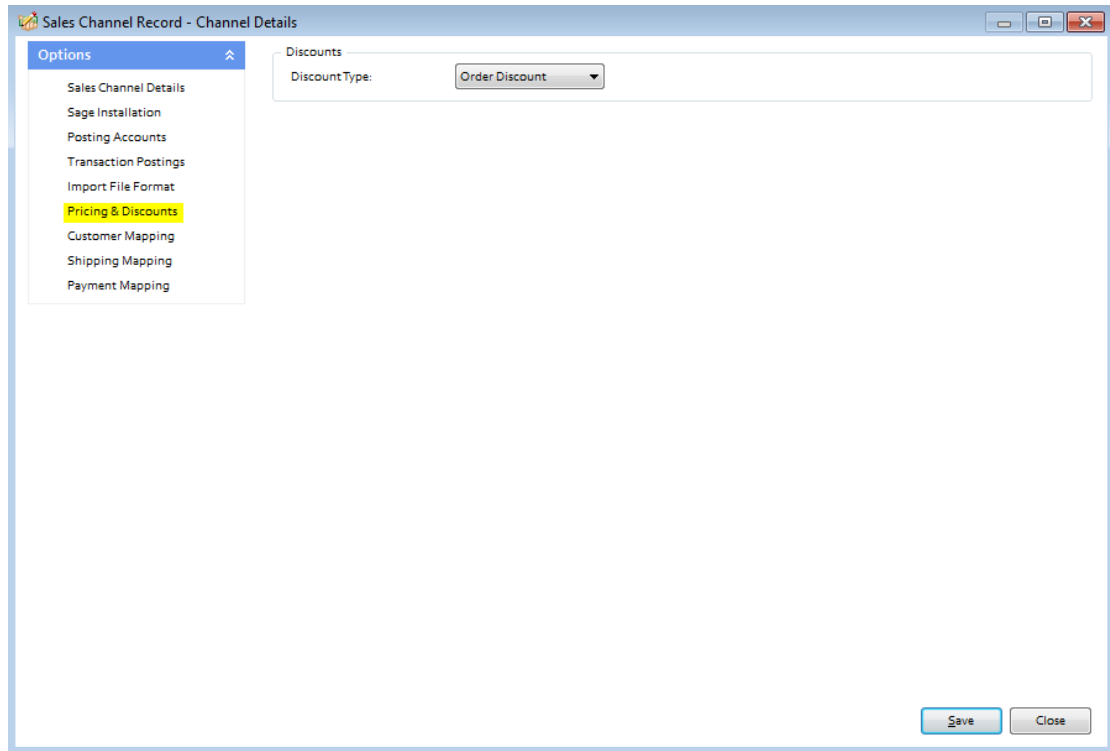 Sales Channel Record - Channel Details
Options
Sales Channel Details
Sage Installation
Posting Accounts
Transaction Postings
Import File Format
Pricing & Discounts
Customer Mapping
Shipping Mapping
Payment Mapping
Discounts
Discount Type: Order Discount
Save Close